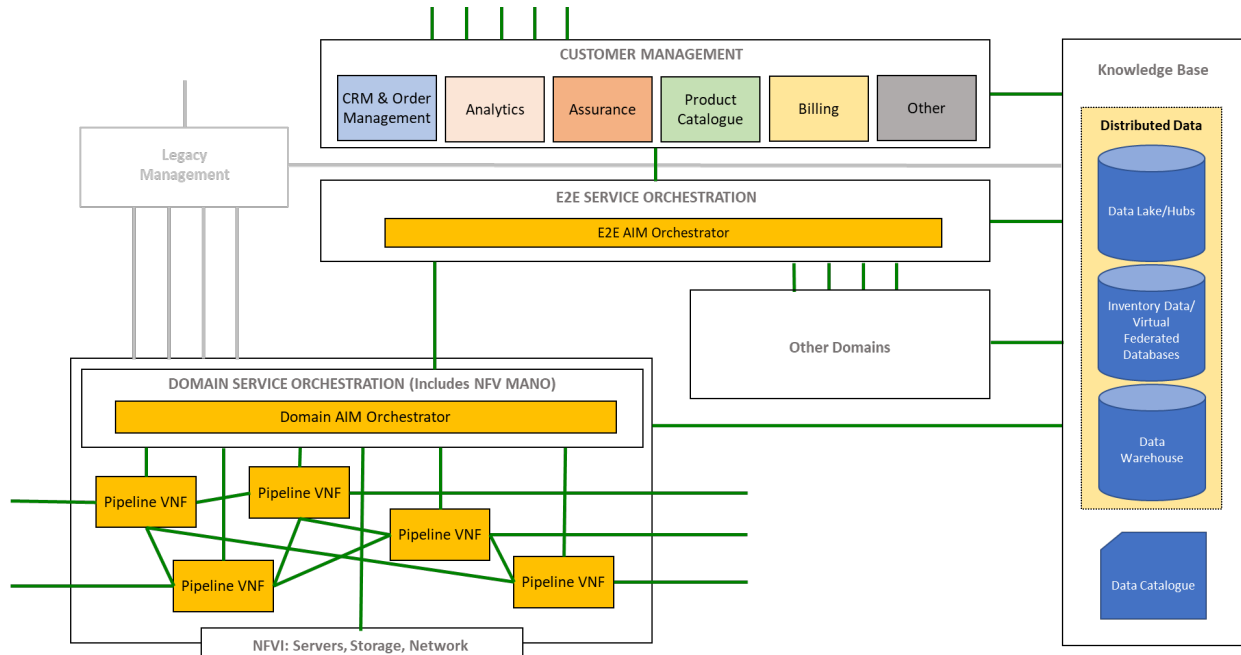 CUSTOMER MANAGEMENT
CRM & Order
Management
Analytics
Assurance
Product
Catalogue
Billing
Other
Knowledge Base
Distributed Data
Data Lake/Hubs
Inventory Data/
Virtual
Federated
Databases
Data
Warehouse
Data Catalogue
Legacy
Management
E2E SERVICE ORCHESTRATION
E2E AIM Orchestrator
Other Domains
DOMAIN SERVICE ORCHESTRATION (Includes NFV MANO)
Domain AIM Orchestrator
Pipeline VNF
Pipeline VNF
Pipeline VNF
Pipeline VNF
Pipeline VNF
NFVI: Servers, Storage, Network